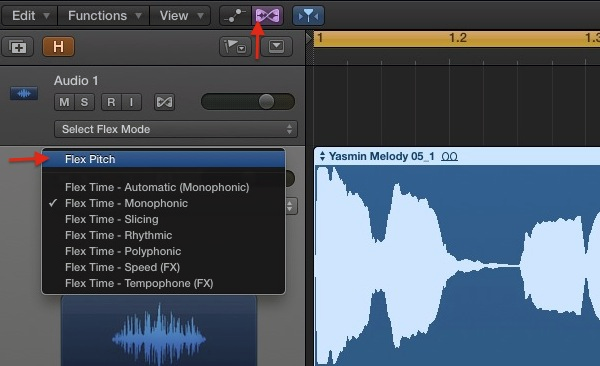 Edit Functions View
H
1 1.2 1.3
Audio 1
M S R I
Select Flex Mode
Yasmin Melody 05_1
Flex Pitch
Flex Time - Automatic (Monophonic)
✓ Flex Time - Monophonic
Flex Time - Slicing
Flex Time - Rhythmic
Flex Time - Polyphonic
Flex Time - Speed (FX)
Flex Time - Tempophone (FX)